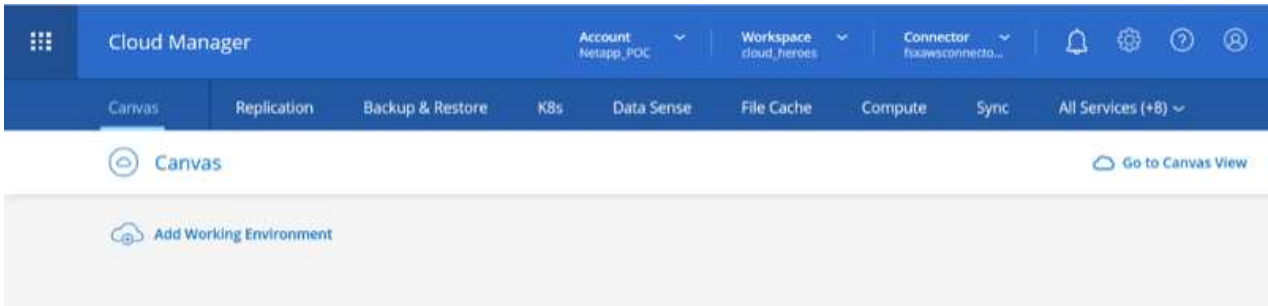 Cloud Manager
Account
Netapp_POC
Workspace
cloud_heroes
Connector
fsxawsconnecto...
Canvas
Replication
Backup & Restore
K8s
Data Sense
File Cache
Compute
Sync
All Services (+8)
Canvas
Go to Canvas View
Add Working Environment